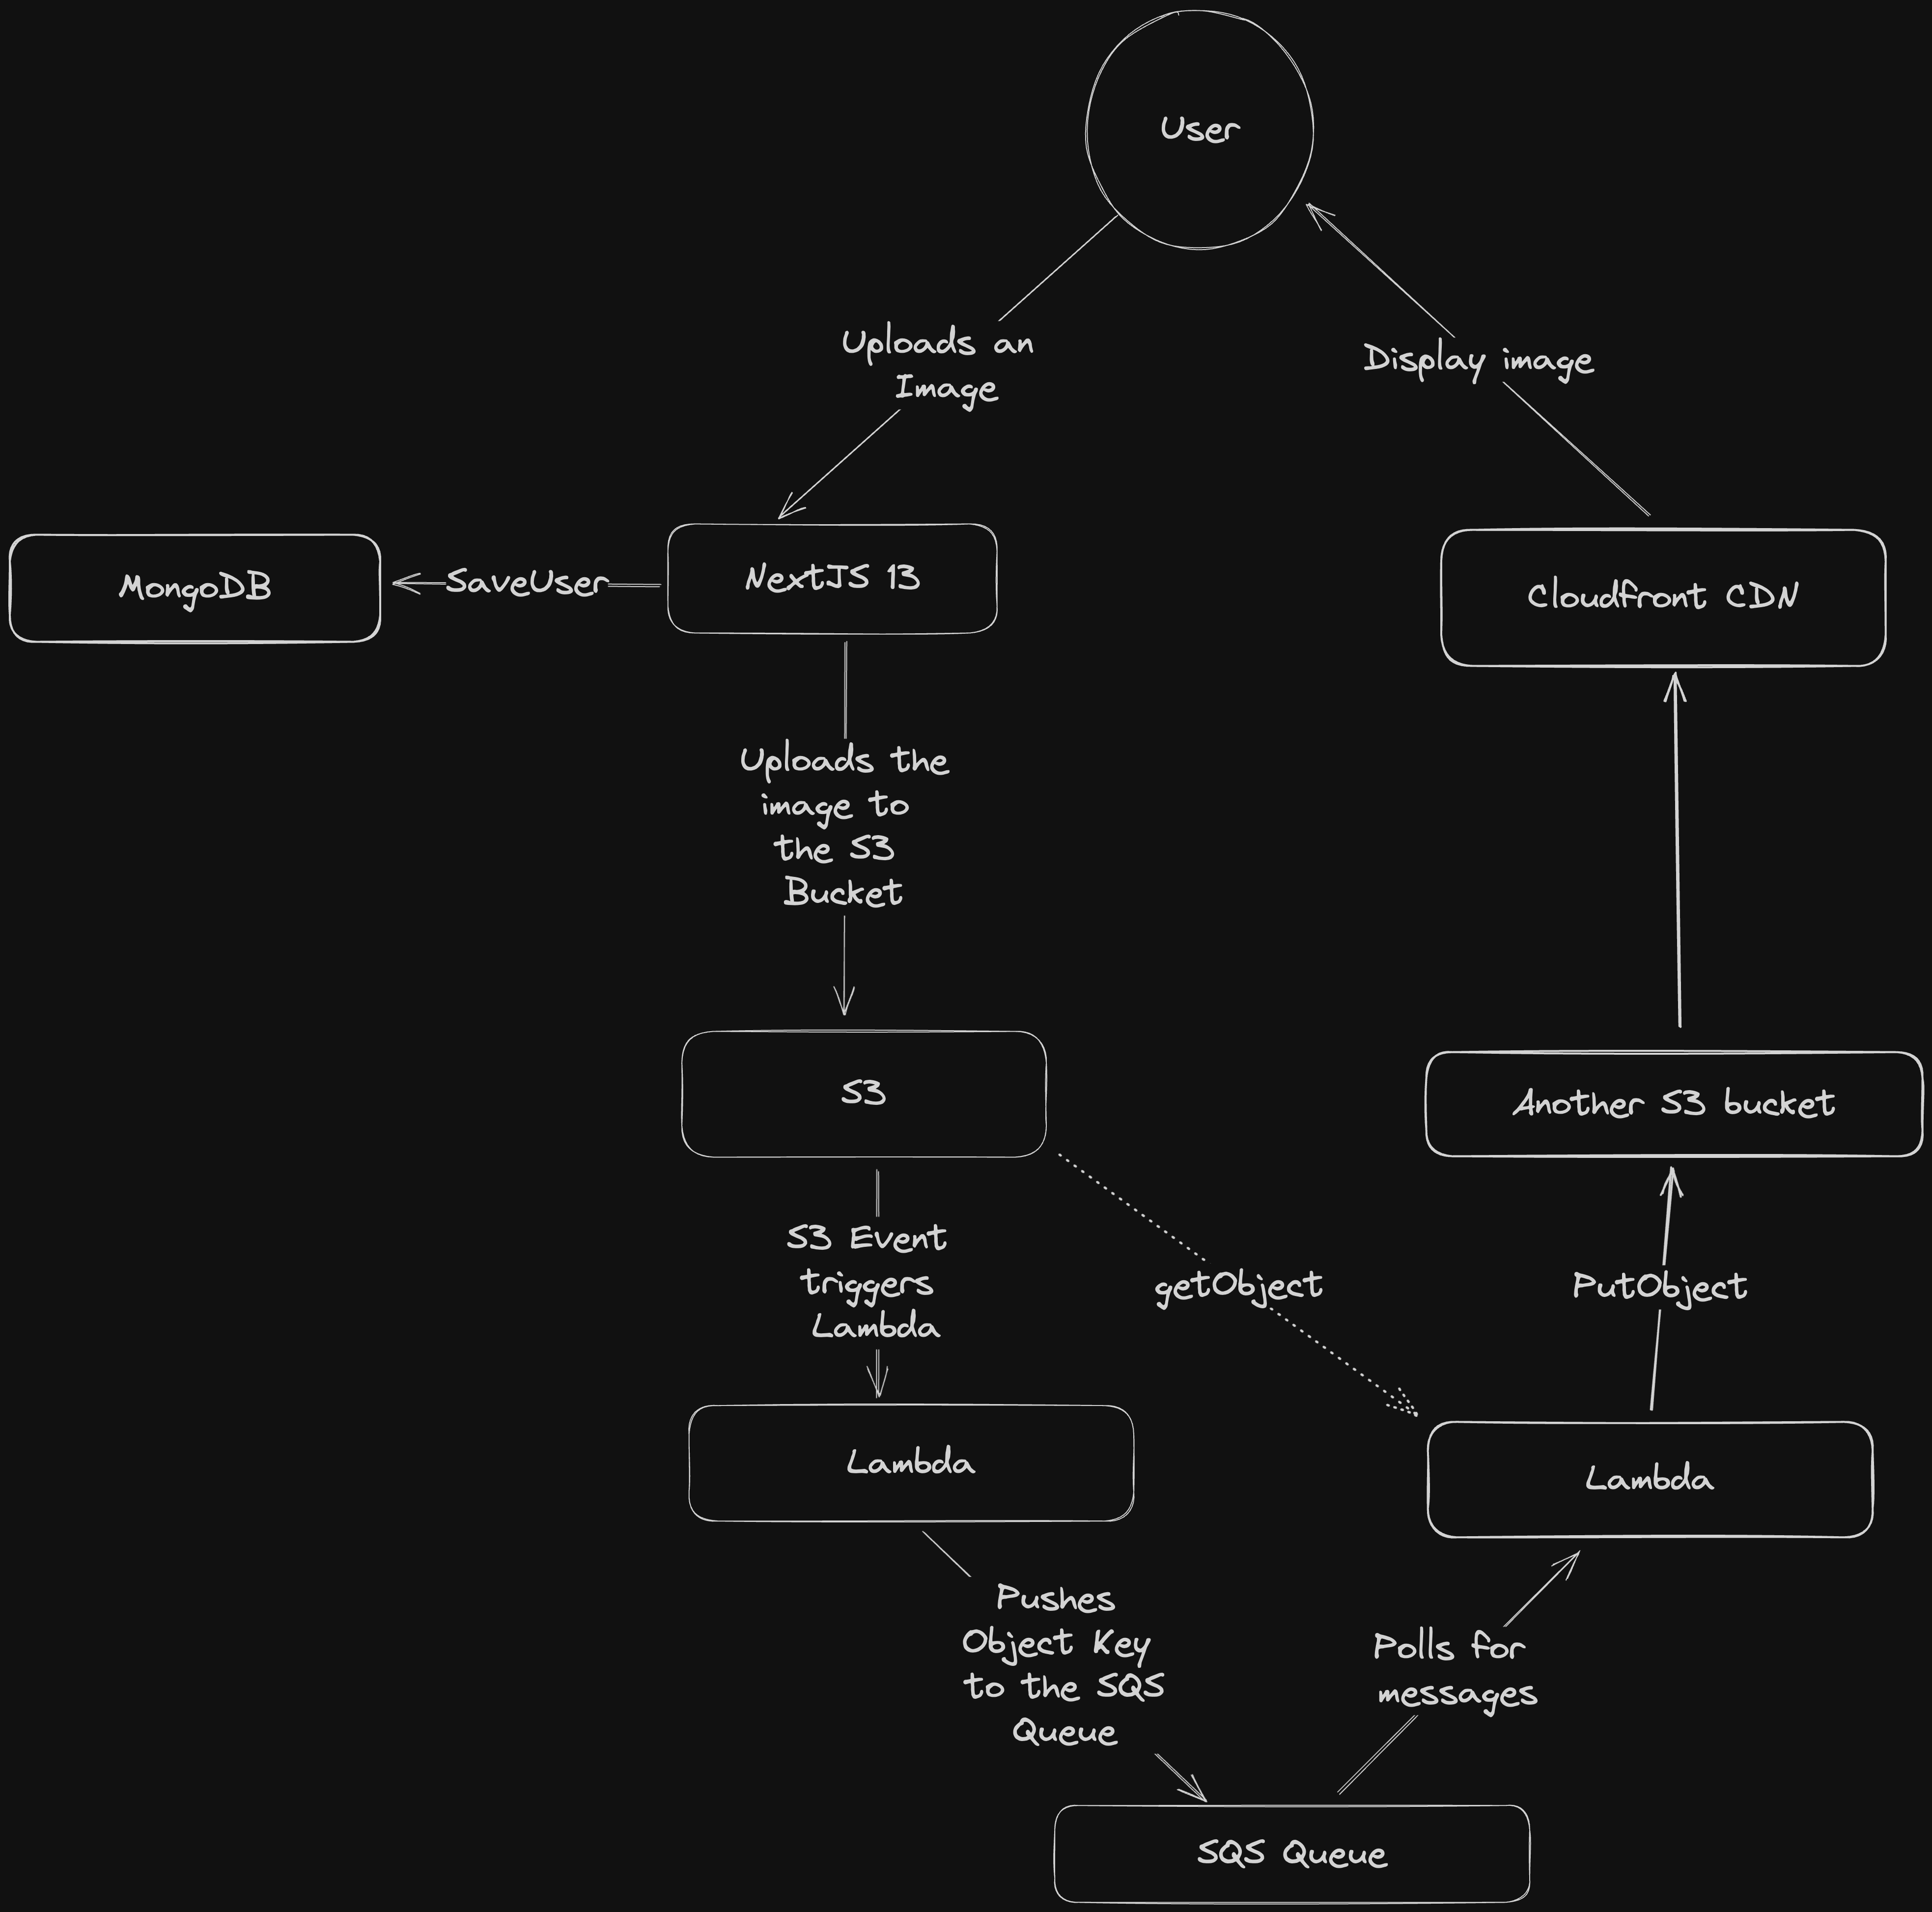 User
Uploads an
Image
Display image
MongoDB
SaveUser
NextJS 13
Cloudfront CDN
Uploads the
image to
the S3
Bucket
S3
Another S3 bucket
S3 Event
triggers
Lambda
getObject
PutObject
Lambda
Lambda
Pushes
Object Key
to the SQS
Queue
Polls for
messages
SQS Queue